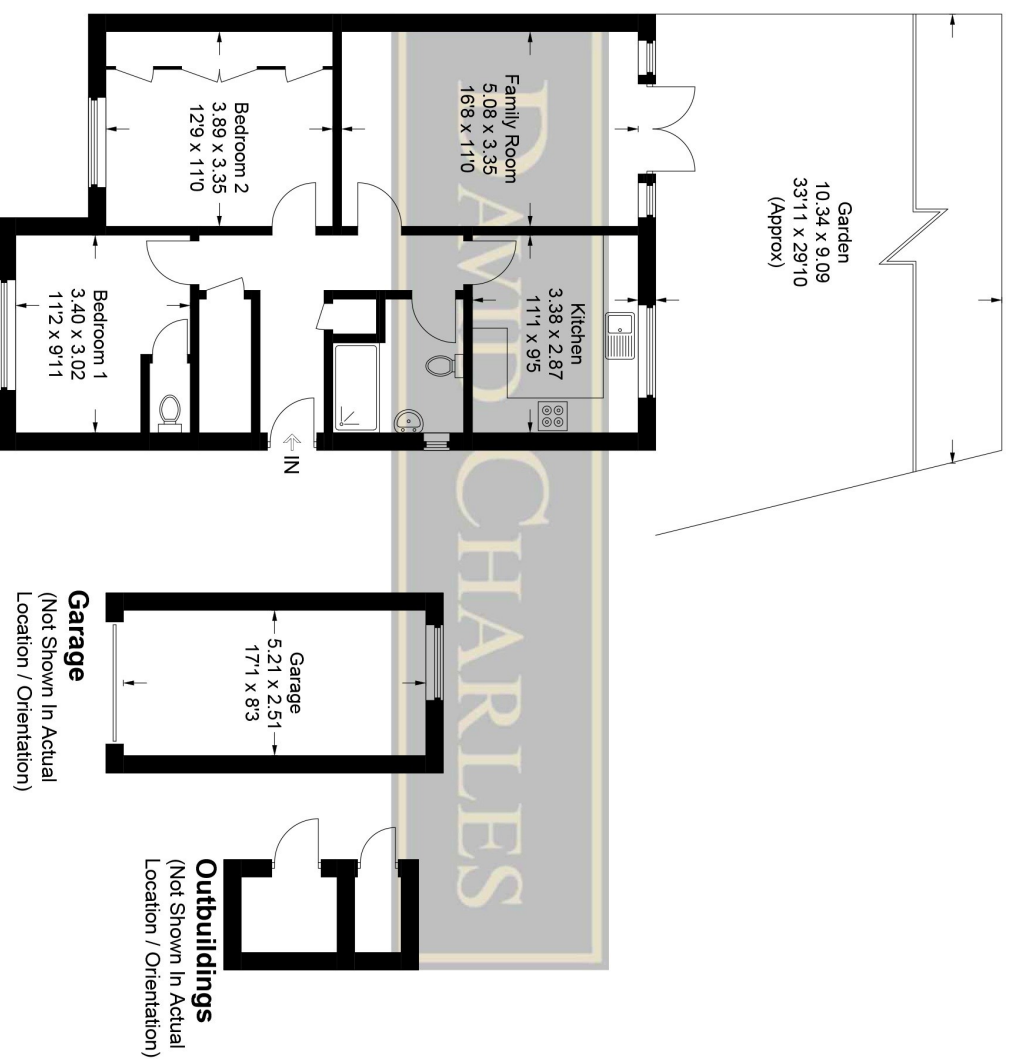 Garden
10.34 x 9.09
33'11 x 29'10
(Approx)
Family Room
5.08 x 3.35
16'8 x 11'0
Kitchen
3.38 x 2.87
11'1 x 9'5
Bedroom 2
3.89 x 3.35
12'9 x 11'0
Bedroom 1
3.40 x 3.02
11'2 x 9'11
IN
DAVID CHARLES
Garage
5.21 x 2.51
17'1 x 8'3
Garage
(Not Shown In Actual
Location / Orientation)
Outbuildings
(Not Shown In Actual
Location / Orientation)